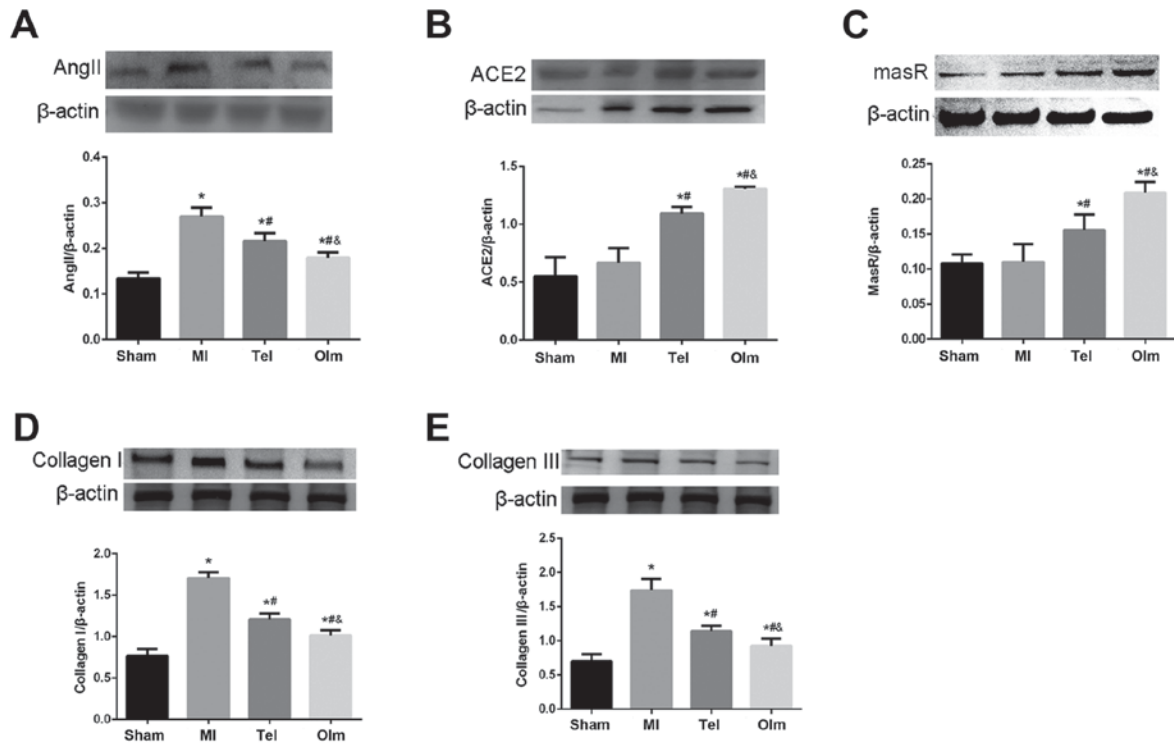 A
AngII
β-actin
AngII/β-actin
0.4
0.3
0.2
0.1
0.0
*
*#
*#&
Sham MI Tel Olm
B
ACE2
β-actin
ACE2/β-actin
1.5
1.0
0.5
0.0
*#
*#&
Sham MI Tel Olm
C
masR
β-actin
MasR/β-actin
0.25
0.20
0.15
0.10
0.05
0.00
*#
*#&
Sham MI Tel Olm
D
Collagen I
β-actin
Collagen I/β-actin
2.0
1.5
1.0
0.5
0.0
*
*#
*#&
Sham MI Tel Olm
E
Collagen III
β-actin
Collagen III/β-actin
2.5
2.0
1.5
1.0
0.5
0.0
*
*#
*#&
Sham MI Tel Olm